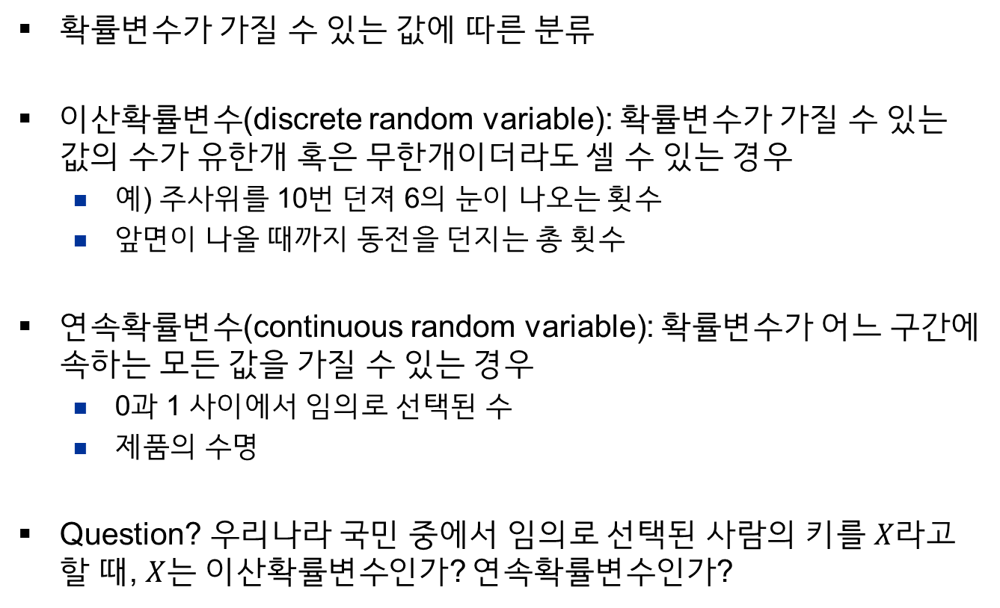 ▪ 확률변수가 가질 수 있는 값에 따른 분류
▪ 이산확률변수(discrete random variable): 확률변수가 가질 수 있는
값의 수가 유한개 혹은 무한개이더라도 셀 수 있는 경우
▪ 예) 주사위를 10번 던져 6의 눈이 나오는 횟수
▪ 앞면이 나올 때까지 동전을 던지는 총 횟수
▪ 연속확률변수(continuous random variable): 확률변수가 어느 구간에
속하는 모든 값을 가질 수 있는 경우
▪ 0과 1 사이에서 임의로 선택된 수
▪ 제품의 수명
▪ Question? 우리나라 국민 중에서 임의로 선택된 사람의 키를 X라고
할 때, X는 이산확률변수인가? 연속확률변수인가?